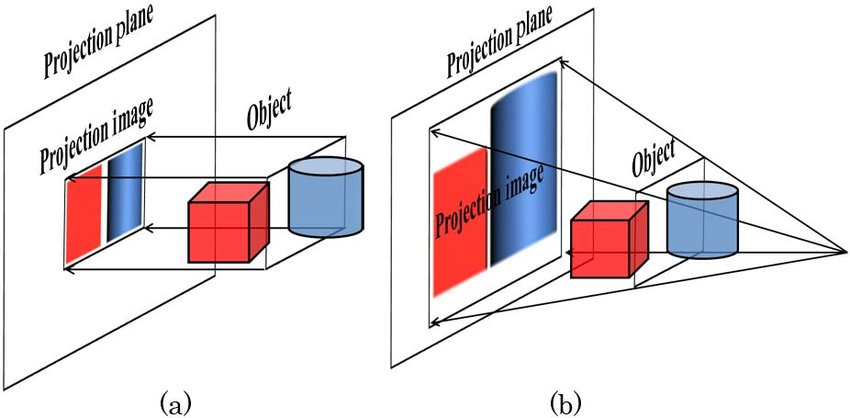 Projection plane
Projection image
Object
(a)
Projection plane
Object
Projection image
(b)